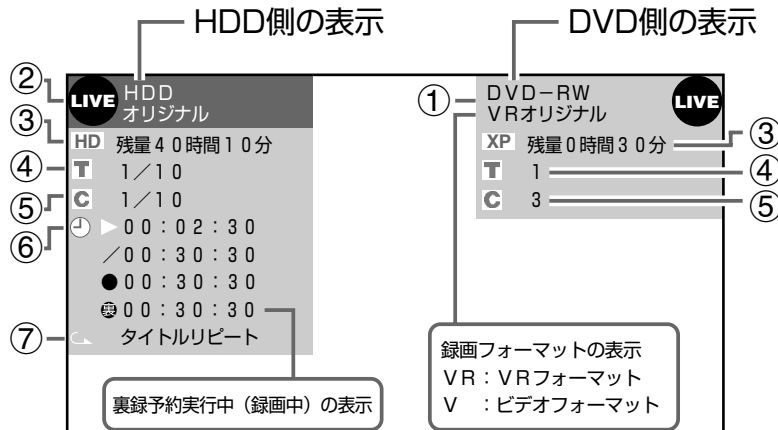 HDD側の表示
DVD側の表示
②
LIVE
HDD
オリジナル
③
HD 残量40時間10分
④
T 1/10
⑤
C 1/10
⑥
00:02:30
/00:30:30
●00:30:30
裏00:30:30
⑦
タイトルリピート
裏録予約実行中（録画中）の表示
①
DVD-RW
VRオリジナル
LIVE
XP 残量0時間30分
③
T 1
④
C 3
⑤
録画フォーマットの表示
VR：VRフォーマット
V ：ビデオフォーマット